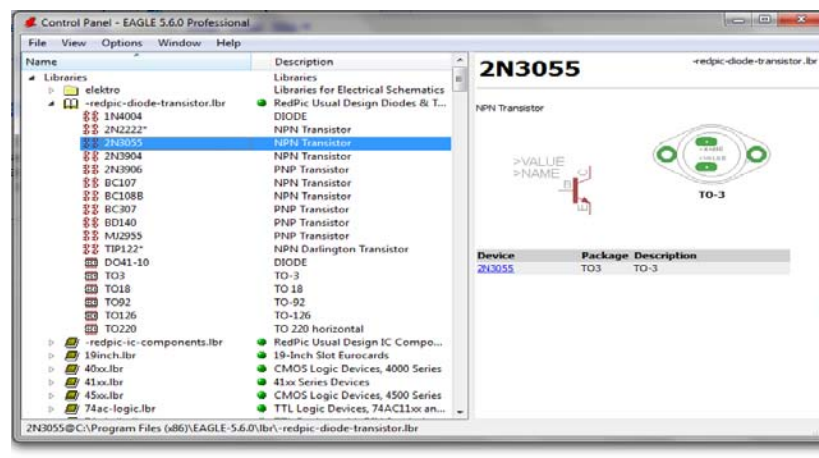 Control Panel - EAGLE 5.6.0 Professional
File View Options Window Help
Name Description
Libraries Libraries
elektro Libraries for Electrical Schematics
-redpic-diode-transistor.lbr RedPic Usual Design Diodes & T...
1N4004 DIODE
2N2222* NPN Transistor
2N3055 NPN Transistor
2N3904 NPN Transistor
2N3906 PNP Transistor
BC107 NPN Transistor
BC108B NPN Transistor
BC307 PNP Transistor
BD140 PNP Transistor
MJ2955 PNP Transistor
TIP122* NPN Darlington Transistor
DO41-10 DIODE
TO3 TO-3
TO18 TO 18
TO92 TO-92
TO126 TO-126
TO220 TO 220 horizontal
-redpic-ic-components.lbr RedPic Usual Design IC Compo...
19inch.lbr 19-Inch Slot Eurocards
40xx.lbr CMOS Logic Devices, 4000 Series
41xx.lbr 41xx Series Devices
45xx.lbr CMOS Logic Devices, 4500 Series
74ac-logic.lbr TTL Logic Devices, 74AC11xx an...
2N3055 -redpic-diode-transistor.lbr
NPN Transistor
>VALUE
>NAME
B
E
>NAME
>VALUE
TO-3
Device Package Description
2N3055 TO3 TO-3
2N3055@C:\Program Files (x86)\EAGLE-5.6.0\lbr\-redpic-diode-transistor.lbr